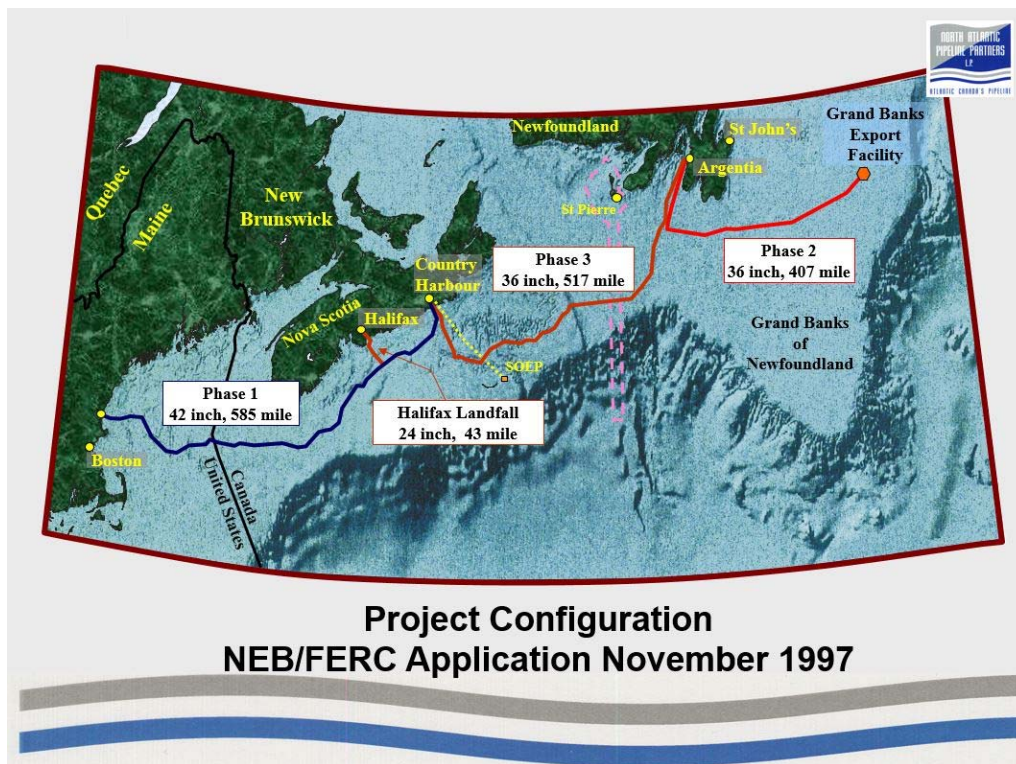 NORTH ATLANTIC
PIPELINE PARTNERS
L.P.
ATLANTIC CANADA'S PIPELINE
Newfoundland
St John's
Grand Banks
Export
Facility
Argentia
Quebec
Maine
New
Brunswick
St Pierre
Phase 3
36 inch, 517 mile
Phase 2
36 inch, 407 mile
Country
Harbour
Nova Scotia
Halifax
Grand Banks
of
Newfoundland
SOEP
Phase 1
42 inch, 585 mile
Halifax Landfall
24 inch, 43 mile
Boston
Canada
United States
Project Configuration
NEB/FERC Application November 1997